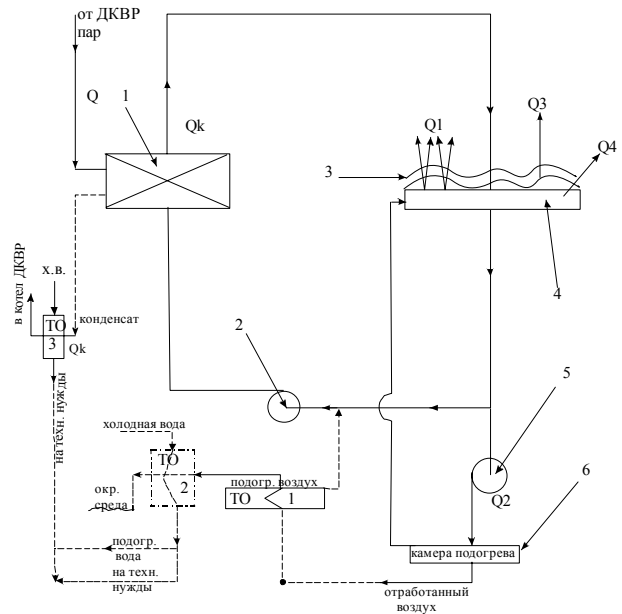 от ДКВР
пар
Q
1
Qk
Q1
Q3
Q4
3
4
в котел ДКВР
х.в.
ТО
3
конденсат
Qk
2
5
на техн. нужды
холодная вода
ТО
2
окр.
среда
подогр. воздух
ТО
1
Q2
6
камера подогрева
подогр.
вода
на техн.
нужды
отработанный
воздух